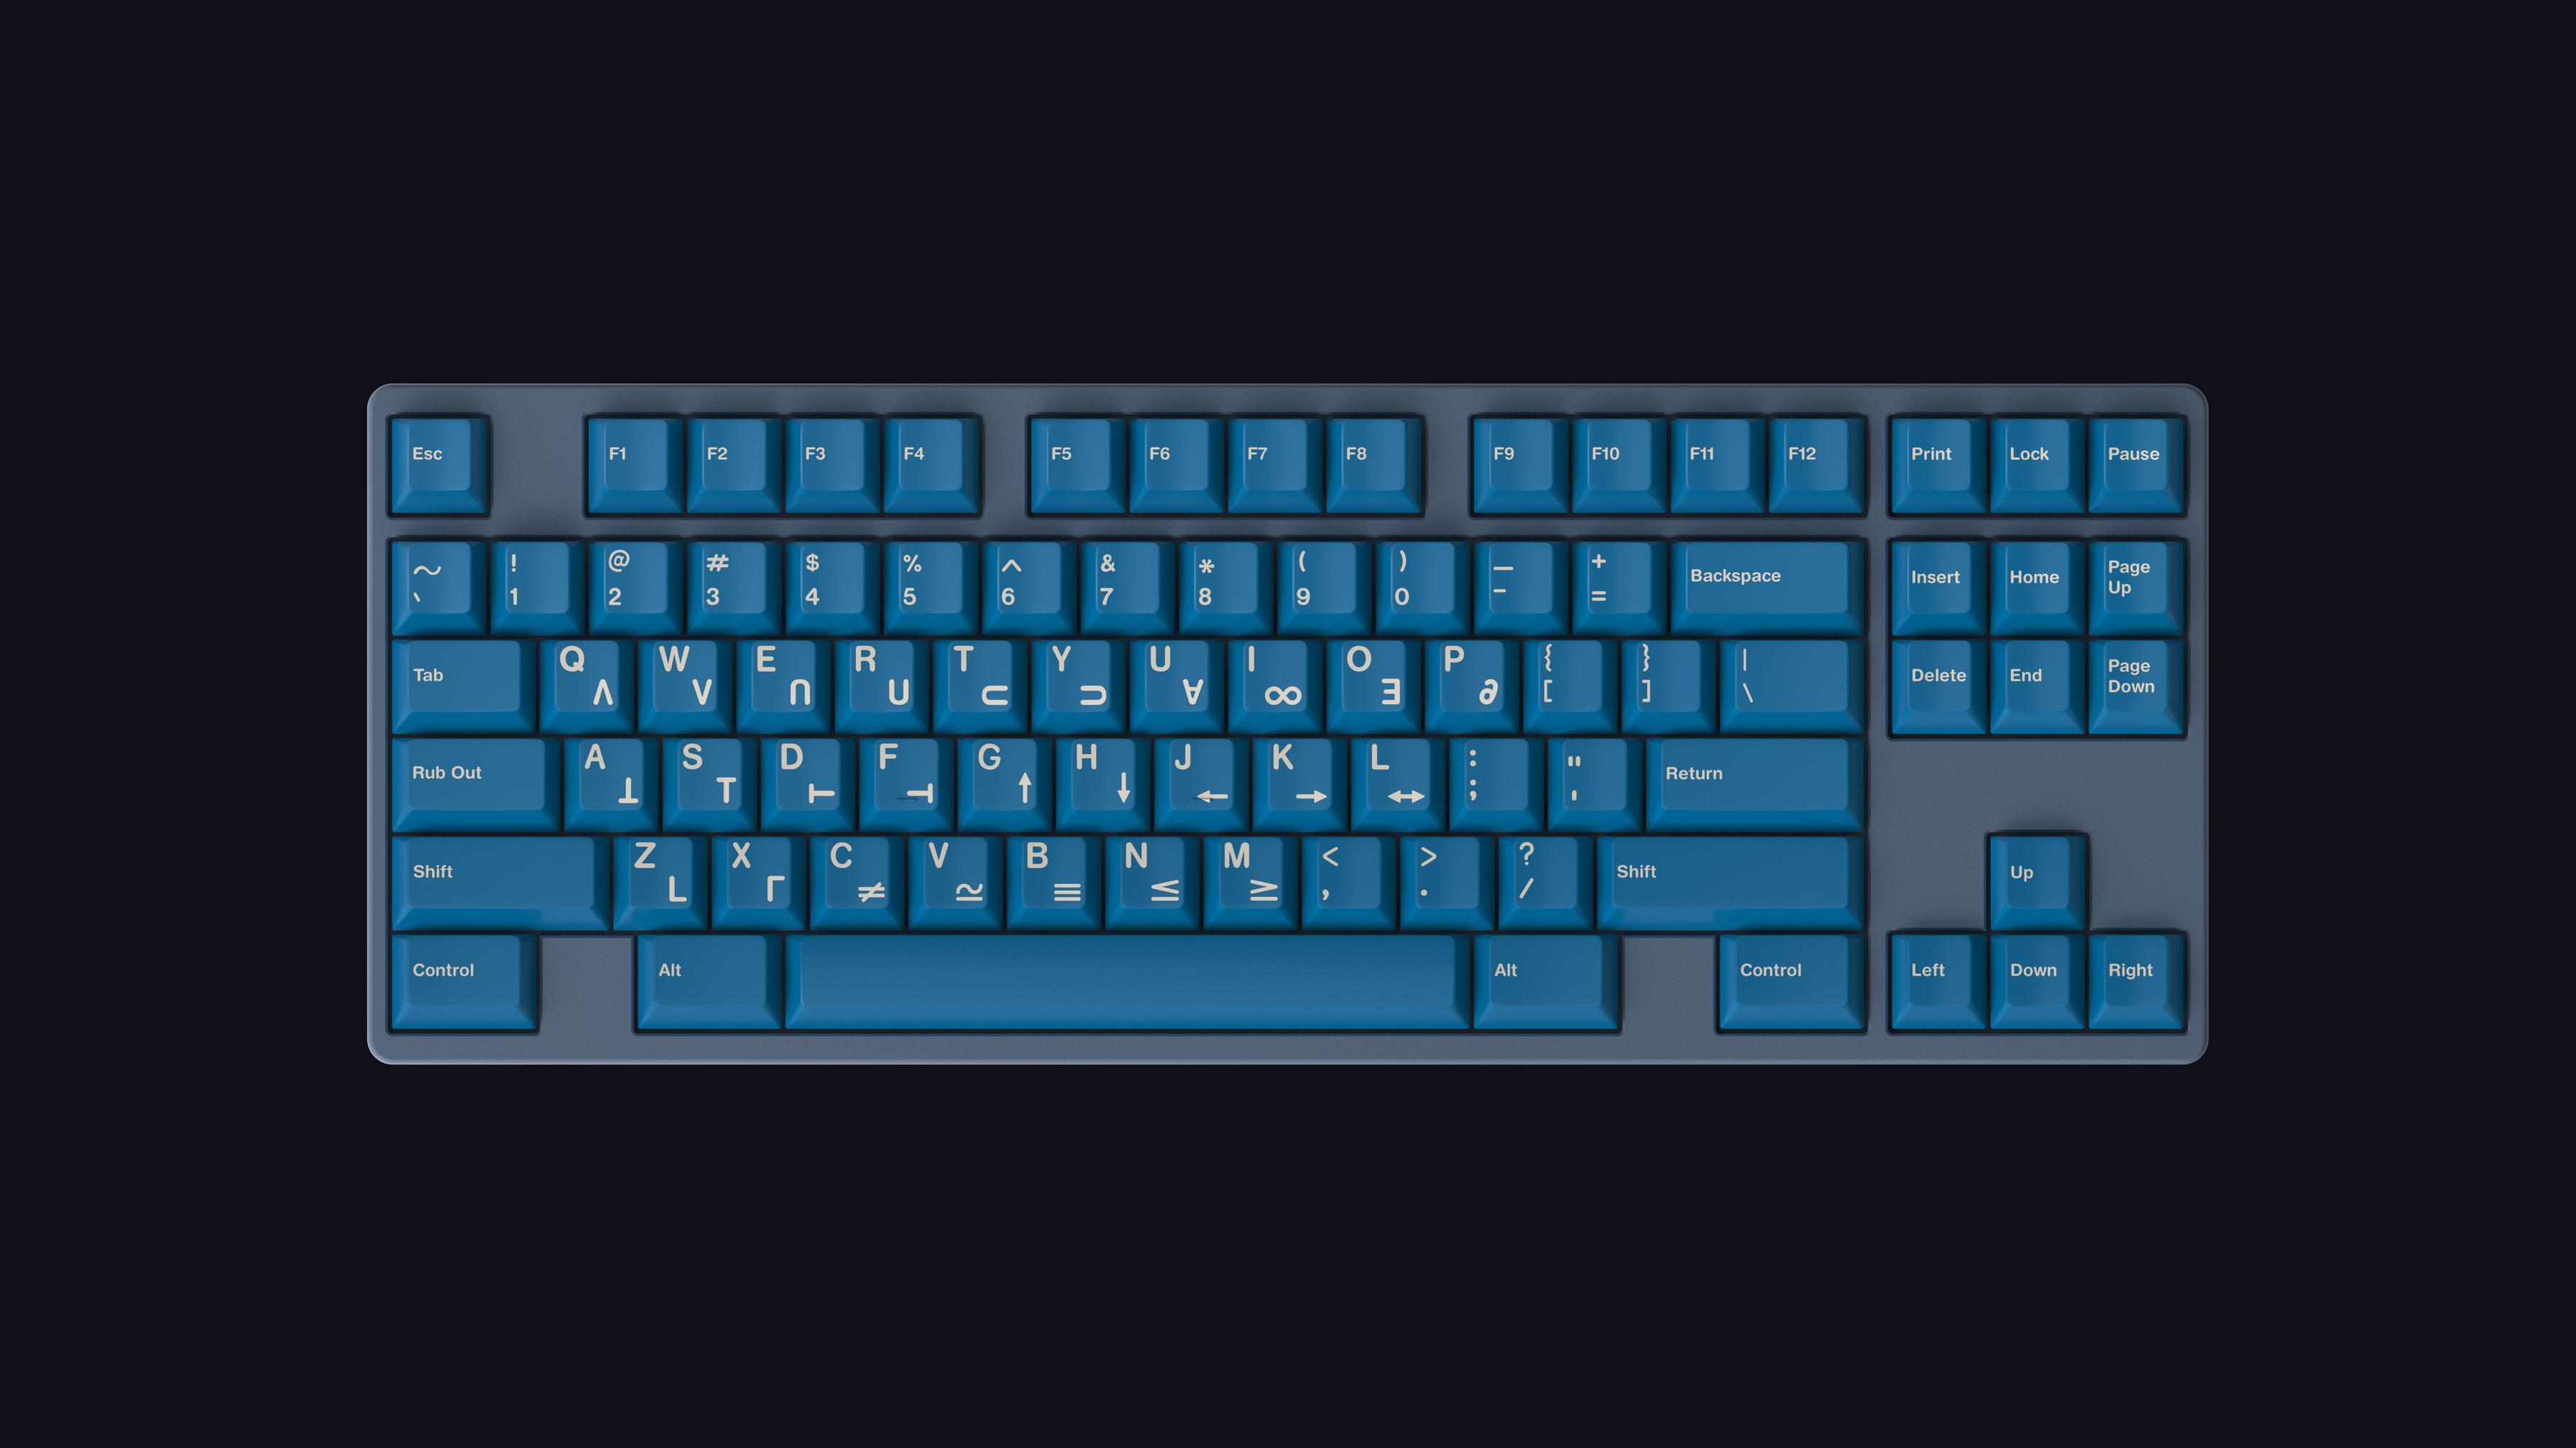 Esc F1 F2 F3 F4 F5 F6 F7 F8 F9 F10 F11 F12 Print Lock Pause
~ ! @ # $ % ^ & * ( ) _ + Backspace Insert Home Page Up
` 1 2 3 4 5 6 7 8 9 0 - =
Tab Q W E R T Y U I O P { } | Delete End Page Down
∧ ∨ ∩ ∪ ⊂ ⊃ ∀ ∞ ∃ ∂ [ ] \
Rub Out A S D F G H J K L : " Return
⊥ ⊤ ⊢ ⊣ ↑ ↓ ← → ↔ ; '
Shift Z X C V B N M < > ? Shift Up
L Γ ≠ ≃ ≡ ≤ ≥ , . /
Control Alt Alt Control Left Down Right